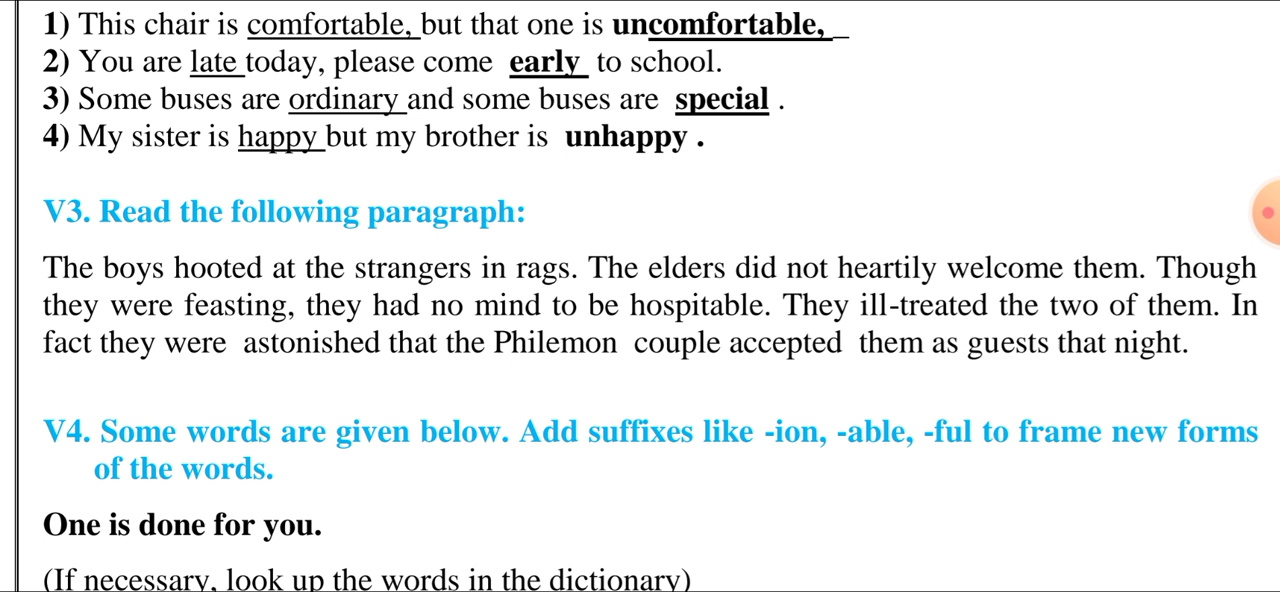 1) This chair is comfortable, but that one is uncomfortable, _
2) You are late today, please come early to school.
3) Some buses are ordinary and some buses are special .
4) My sister is happy but my brother is unhappy .
V3. Read the following paragraph:
The boys hooted at the strangers in rags. The elders did not heartily welcome them. Though
they were feasting, they had no mind to be hospitable. They ill-treated the two of them. In
fact they were astonished that the Philemon couple accepted them as guests that night.
V4. Some words are given below. Add suffixes like -ion, -able, -ful to frame new forms
of the words.
One is done for you.
(If necessary, look up the words in the dictionary)